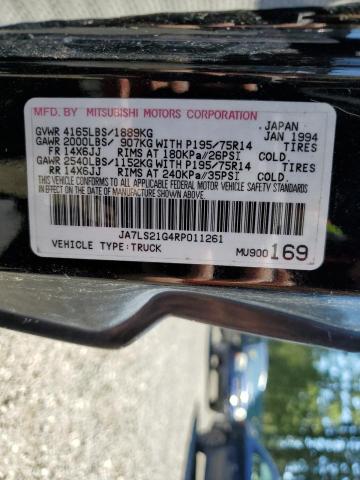 MFD. BY MITSUBISHI MOTORS CORPORATION JAPAN
GVWR 4165LBS/1889KG JAN 1994
GAWR 2000LBS/ 907KG WITH P195/75R14 TIRES
FR 14X6JJ RIMS AT 180KPA//26PSI COLD.
GAWR 2540LBS/1152KG WITH P195/75R14 TIRES
RR 14X6JJ RIMS AT 240KPA//35PSI COLD.
THIS VEHICLE CONFORMS TO ALL APPLICABLE FEDERAL
MOTOR VEHICLE SAFETY STANDARDS IN EFFECT ON THE
DATE OF MANUFACTURE SHOWN ABOVE.
JA7LS21G4RP011261
VEHICLE TYPE:TRUCK MU900169